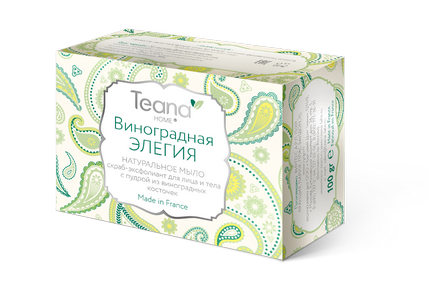 Teana
HOME®
Виноградная
ЭЛЕГИЯ
НАТУРАЛЬНОЕ МЫЛО
скраб-эксфолиант для лица и тела
с пудрой из виноградных
косточек
Made in France
100 gr e